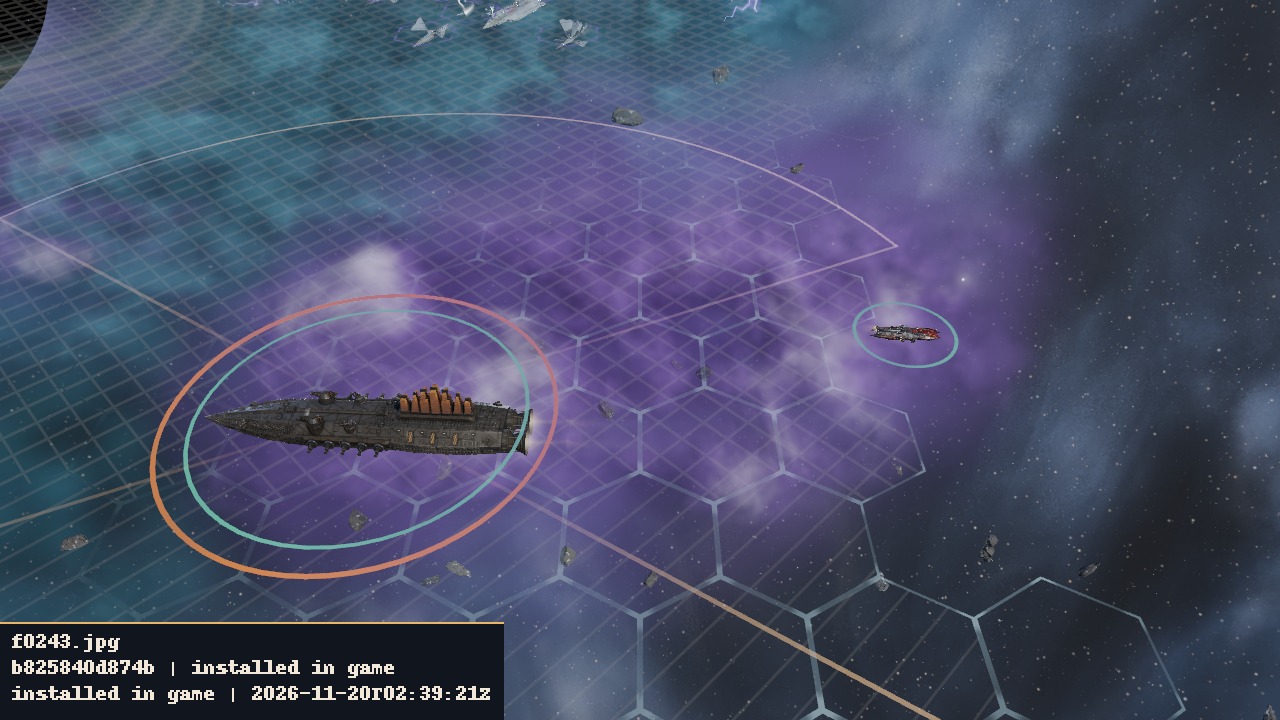 f0243.jpg
b825840d874b | installed in game
installed in game | 2026-11-20T02:39:21Z